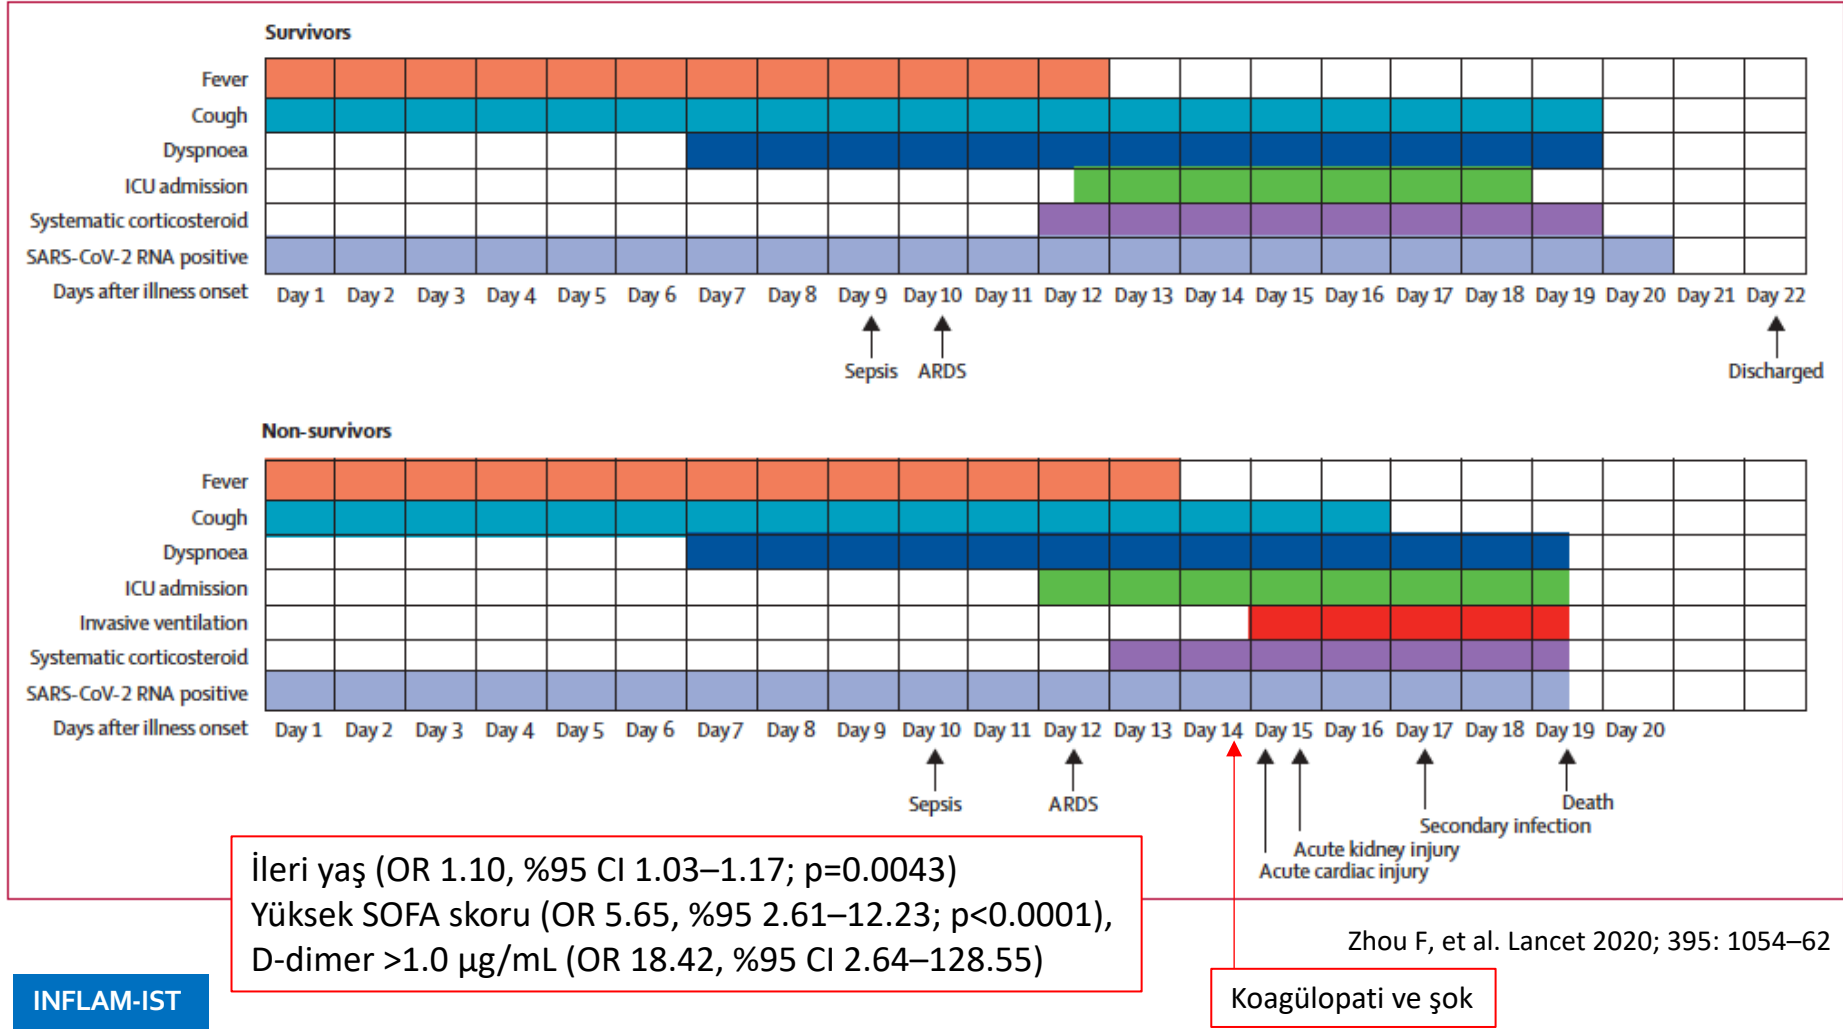 Survivors
Fever
Cough
Dyspnoea
ICU admission
Systematic corticosteroid
SARS-CoV-2 RNA positive
Days after illness onset Day 1 Day 2 Day 3 Day 4 Day 5 Day 6 Day 7 Day 8 Day 9 Day 10 Day 11 Day 12 Day 13 Day 14 Day 15 Day 16 Day 17 Day 18 Day 19 Day 20 Day 21 Day 22
Sepsis ARDS Discharged
Non-survivors
Fever
Cough
Dyspnoea
ICU admission
Invasive ventilation
Systematic corticosteroid
SARS-CoV-2 RNA positive
Days after illness onset Day 1 Day 2 Day 3 Day 4 Day 5 Day 6 Day 7 Day 8 Day 9 Day 10 Day 11 Day 12 Day 13 Day 14 Day 15 Day 16 Day 17 Day 18 Day 19 Day 20
Sepsis ARDS Death
Secondary infection
Acute kidney injury
Acute cardiac injury
İleri yaş (OR 1.10, %95 CI 1.03–1.17; p=0.0043)
Yüksek SOFA skoru (OR 5.65, %95 2.61–12.23; p<0.0001),
D-dimer >1.0 μg/mL (OR 18.42, %95 CI 2.64–128.55)
Zhou F, et al. Lancet 2020; 395: 1054–62
Koagülopati ve şok
INFLAM-IST